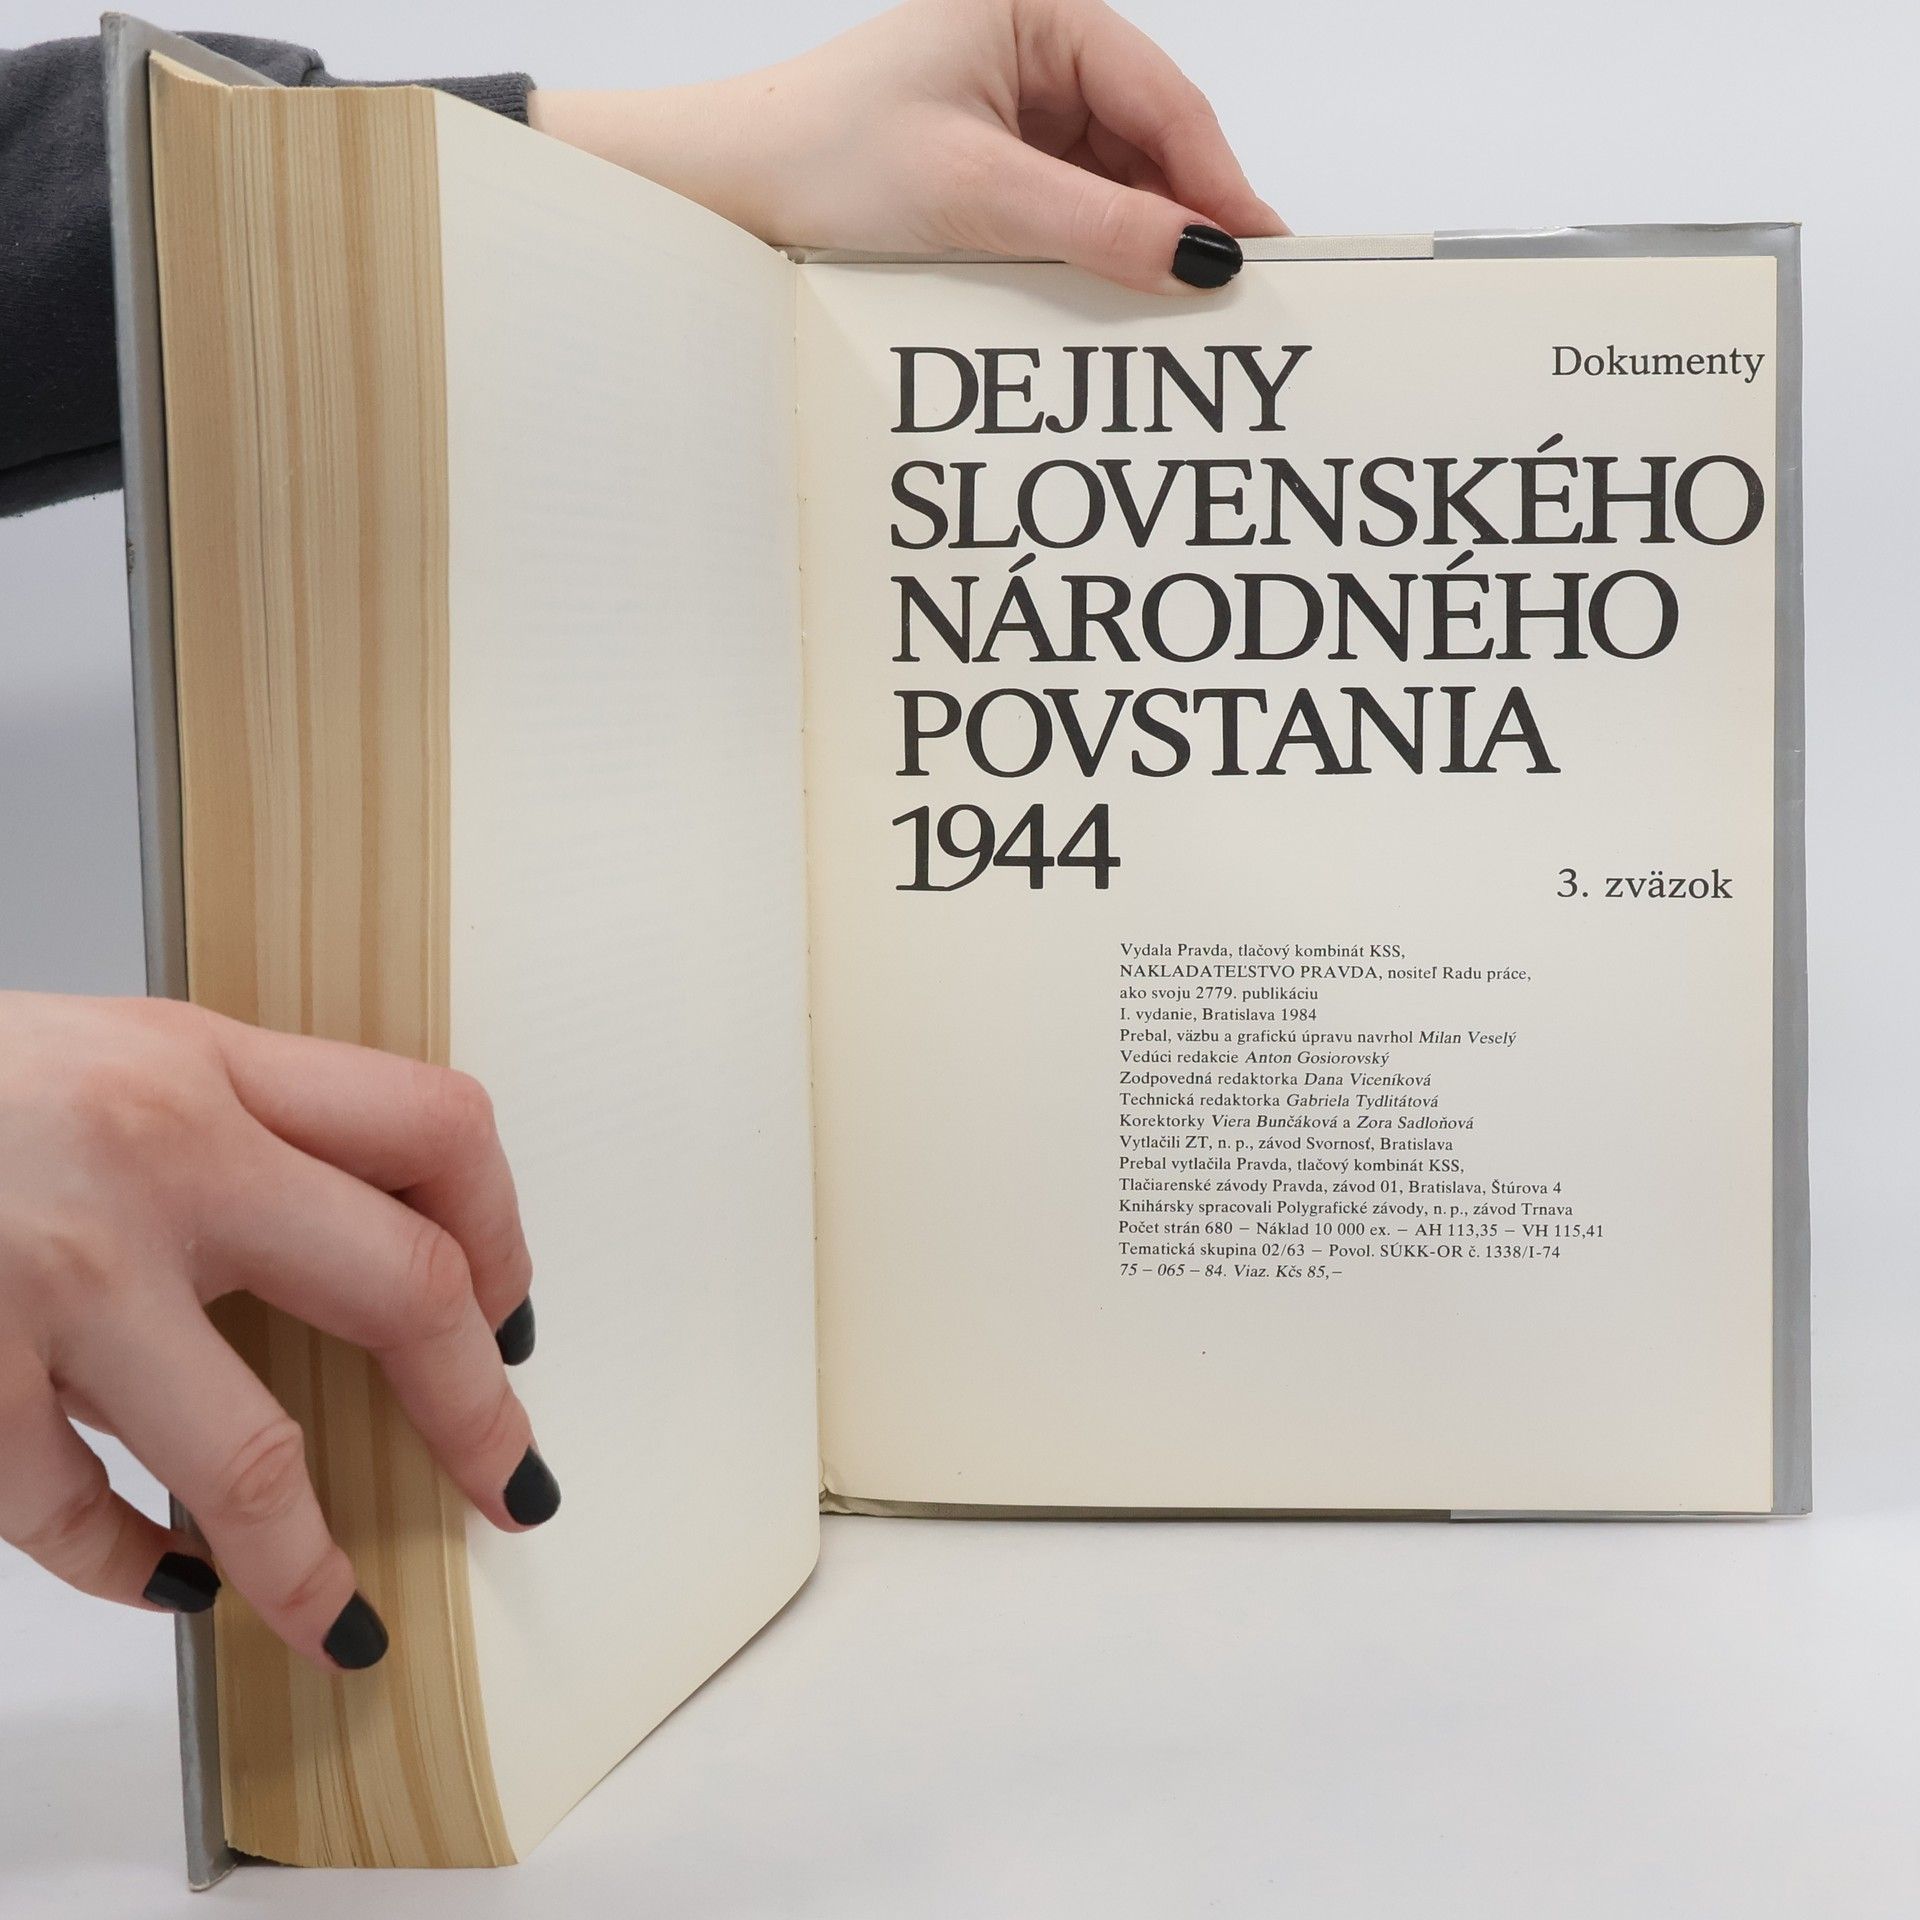 DEJINY
Dokumenty
SLOVENSKÉHO
NÁRODNÉHO
POVSTANIA
1944
3. zväzok
Vydala Pravda, tlačový kombinát KSS,
NAKLADATEĽSTVO PRAVDA, nositeľ Radu práce,
ako svoju 2779. publikáciu
I. vydanie, Bratislava 1984
Prebal, väzbu a grafickú úpravu navrhol Milan Veselý
Vedúci redakcie Anton Gosiorovský
Zodpovedná redaktorka Dana Viceníková
Technická redaktorka Gabriela Tydlitátová
Korektorky Viera Bunčáková a Zora Sadloňová
Vytlačili ZT, n. p., závod Svornosť, Bratislava
Prebal vytlačila Pravda, tlačový kombinát KSS,
Tlačiarenské závody Pravda, závod 01, Bratislava, Štúrova 4
Knihársky spracovali Polygrafické závody, n. p., závod Trnava
Počet strán 680 – Náklad 10 000 ex. – AH 113,35 – VH 115,41
Tematická skupina 02/63 – Povol. SÚKK-OR č. 1338/I-74
75 – 065 – 84. Viaz. Kčs 85,–